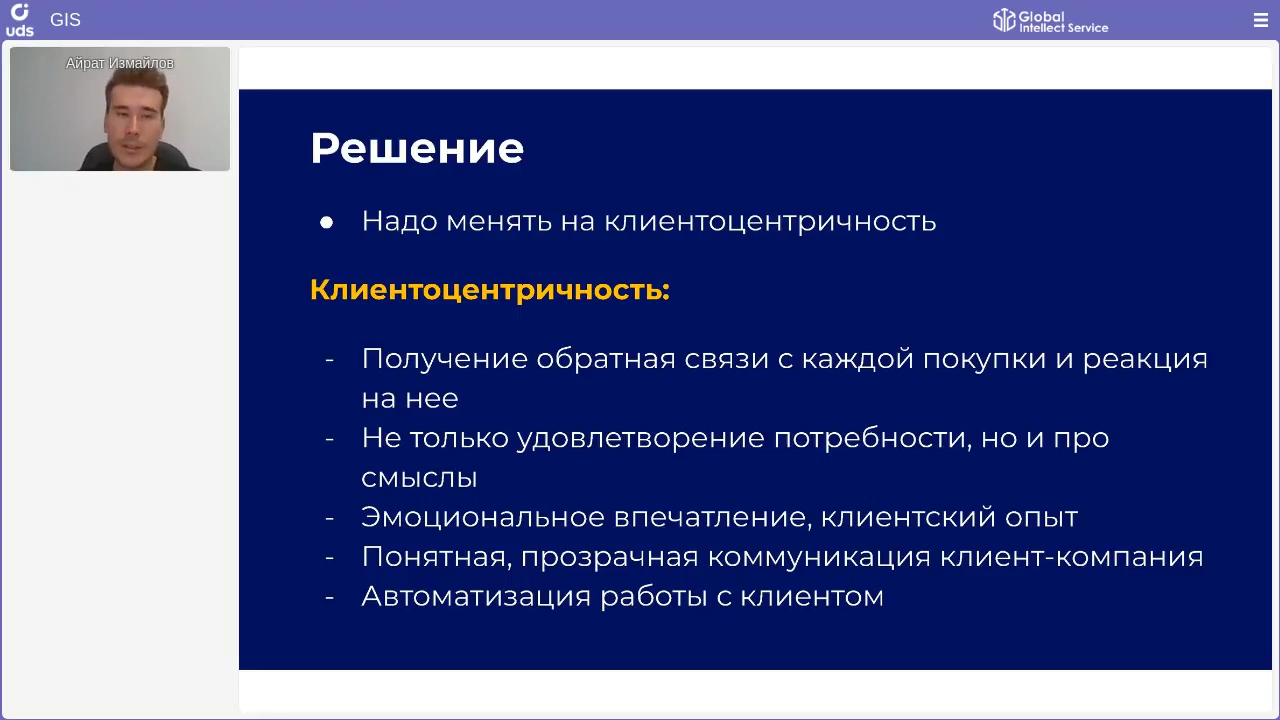 uds
GIS
Global
Intellect Service
Айрат Измайлов
Решение
● Надо менять на клиентоцентричность
Клиентоцентричность:
- Получение обратная связи с каждой покупки и реакция
на нее
- Не только удовлетворение потребности, но и про
смыслы
- Эмоциональное впечатление, клиентский опыт
- Понятная, прозрачная коммуникация клиент-компания
- Автоматизация работы с клиентом